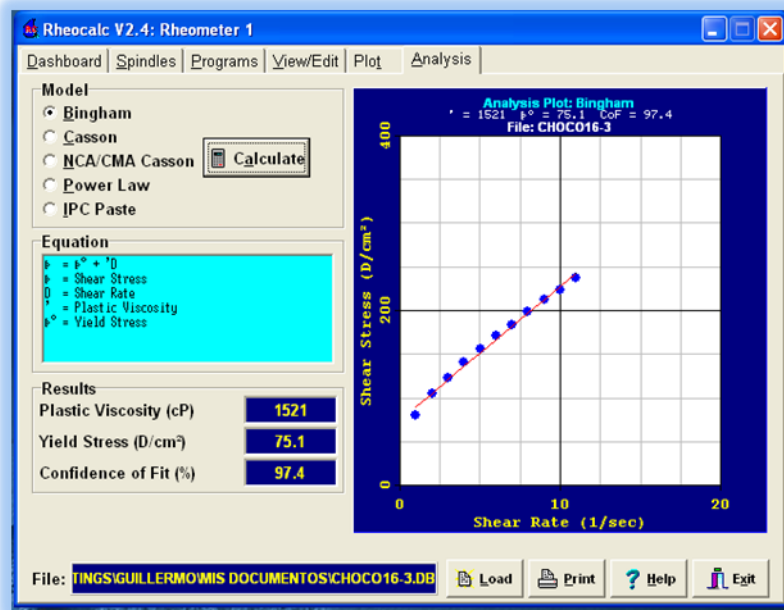 Rheocalc V2.4: Rheometer 1
Dashboard Spindles Programs View/Edit Plot Analysis
Model
Bingham
Casson
NCA/CMA Casson
Power Law
IPC Paste
Calculate
Equation
= Shear Stress
D = Shear Rate
' = Plastic Viscosity
= Yield Stress
Results
Plastic Viscosity (cP) 1521
Yield Stress (D/cm²) 75.1
Confidence of Fit (%) 97.4
Analysis Plot: Bingham
' = 1521 = 75.1 CoF = 97.4
File: CHOCO16-3
400
200
0
Shear Stress (D/cm²)
0 10 20
Shear Rate (1/sec)
File: TINGS\GUILLERMO\MIS DOCUMENTOS\CHOCO16-3.DB
Load Print Help Exit